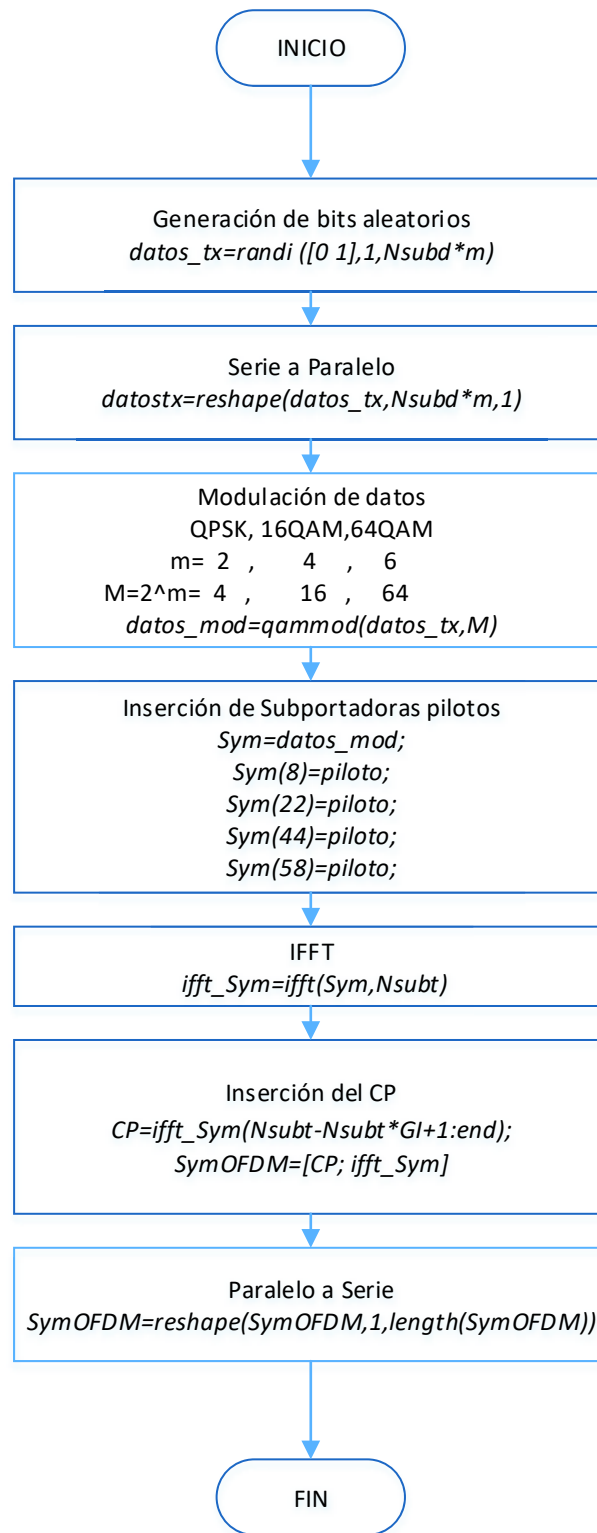 INICIO
Generación de bits aleatorios
datos_tx=randi ([0 1],1,Nsubd*m)
Serie a Paralelo
datostx=reshape(datos_tx,Nsubd*m,1)
Modulación de datos
QPSK, 16QAM,64QAM
m= 2 , 4 , 6
M=2^m= 4 , 16 , 64
datos_mod=qammod(datos_tx,M)
Inserción de Subportadoras pilotos
Sym=datos_mod;
Sym(8)=piloto;
Sym(22)=piloto;
Sym(44)=piloto;
Sym(58)=piloto;
IFFT
ifft_Sym=ifft(Sym,Nsubt)
Inserción del CP
CP=ifft_Sym(Nsubt-Nsubt*GI+1:end);
SymOFDM=[CP; ifft_Sym]
Paralelo a Serie
SymOFDM=reshape(SymOFDM,1,length(SymOFDM))
FIN